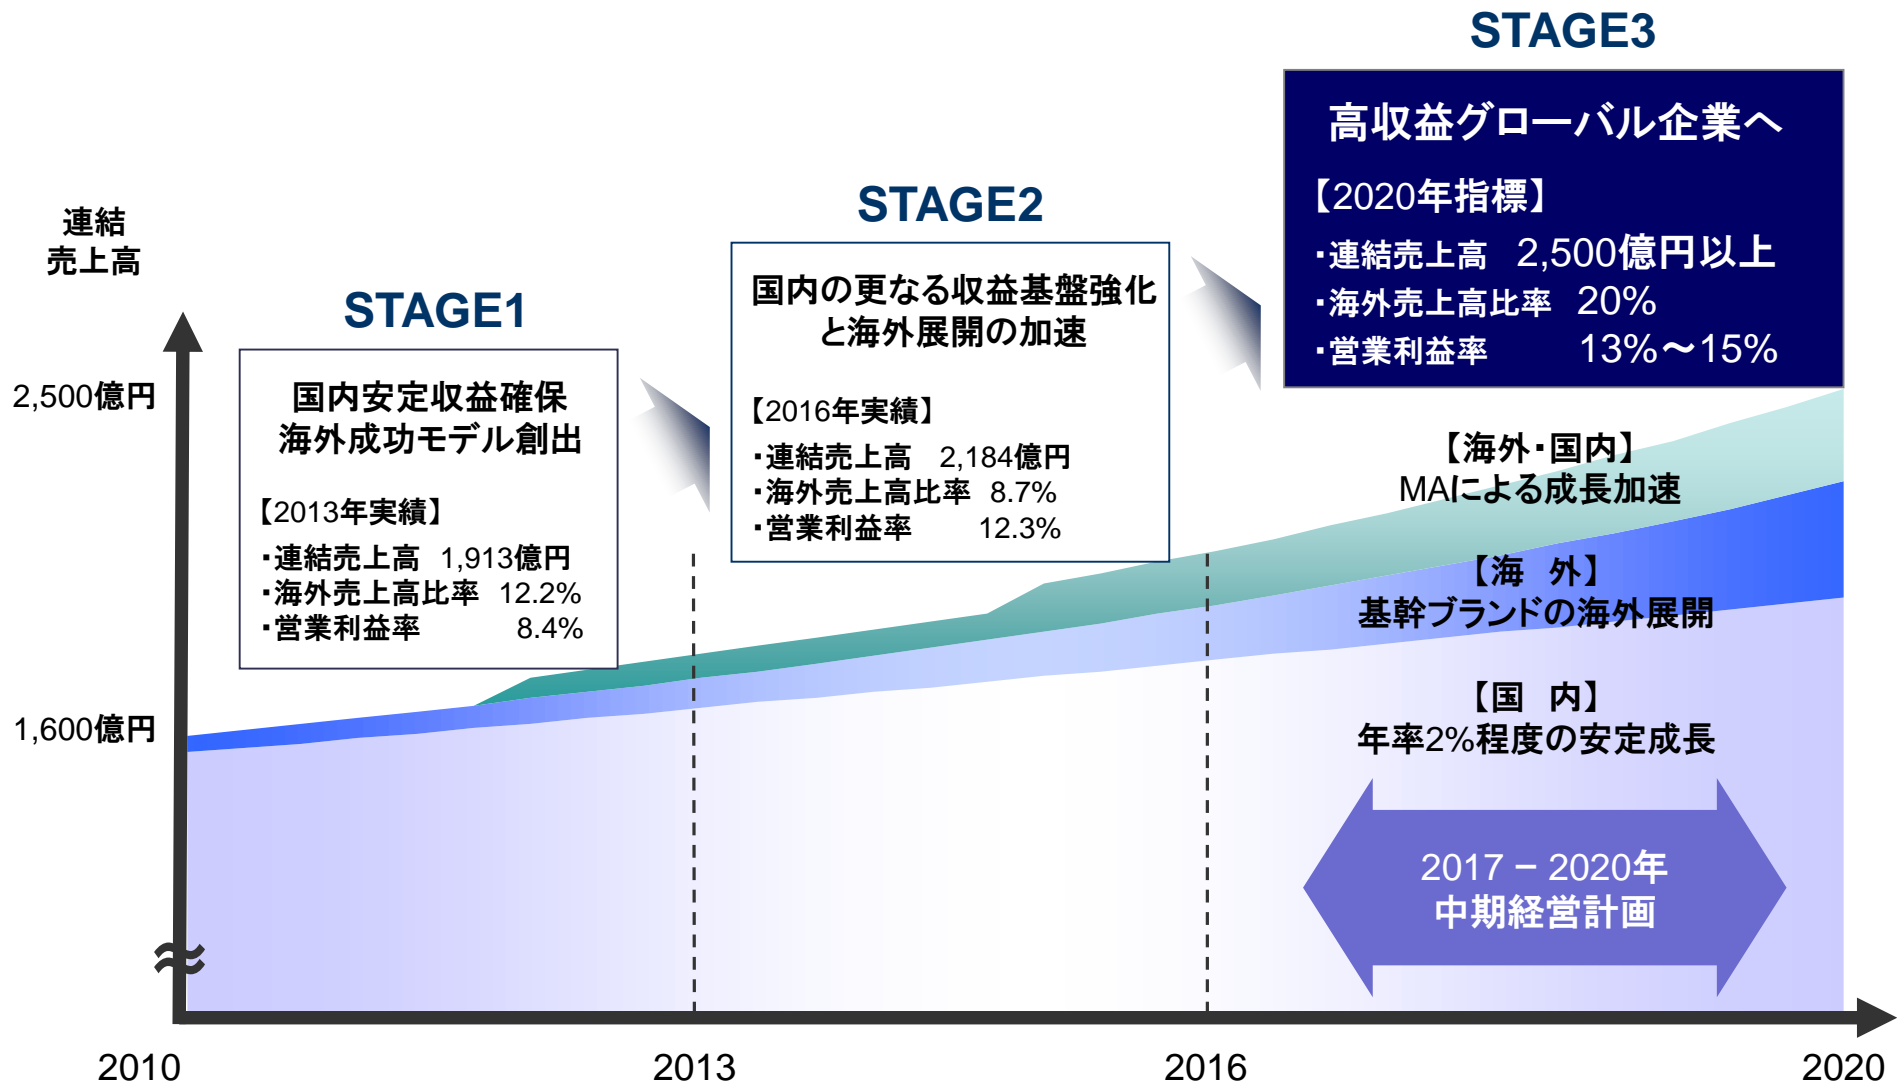 連結
売上高
2,500億円
1,600億円
STAGE1
国内安定収益確保
海外成功モデル創出
【2013年実績】
・連結売上高 1,913億円
・海外売上高比率 12.2%
・営業利益率 8.4%
STAGE2
国内の更なる収益基盤強化
と海外展開の加速
【2016年実績】
・連結売上高 2,184億円
・海外売上高比率 8.7%
・営業利益率 12.3%
STAGE3
高収益グローバル企業へ
【2020年指標】
・連結売上高 2,500億円以上
・海外売上高比率 20%
・営業利益率 13%~15%
【海外・国内】
MAによる成長加速
【海 外】
基幹ブランドの海外展開
【国 内】
年率2%程度の安定成長
2017 – 2020年
中期経営計画
2010
2013
2016
2020